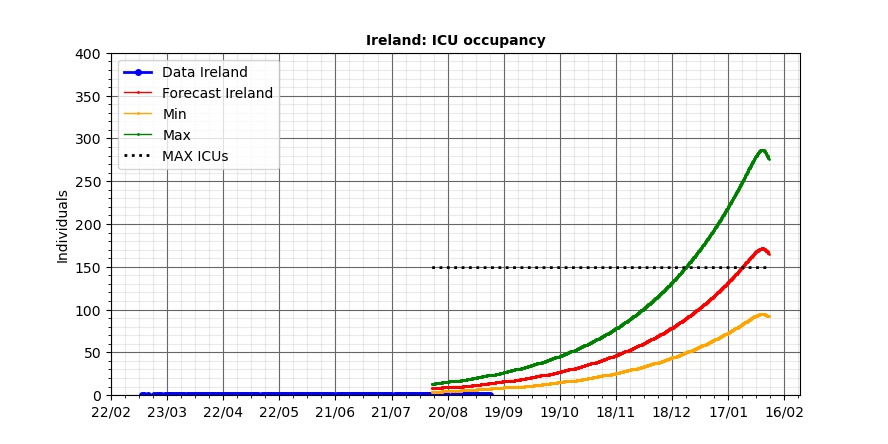 Ireland: ICU occupancy
400
350
300
250
200
150
100
50
0
Individuals
Data Ireland
Forecast Ireland
Min
Max
MAX ICUs
22/02 23/03 22/04 22/05 21/06 21/07 20/08 19/09 19/10 18/11 18/12 17/01 16/02